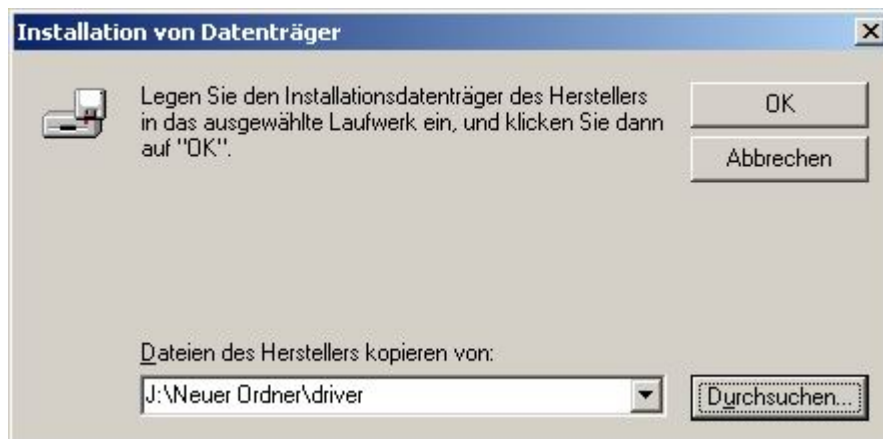 Installation von Datenträger
Legen Sie den Installationsdatenträger des Herstellers
in das ausgewählte Laufwerk ein, und klicken Sie dann
auf "OK".
OK
Abbrechen
Dateien des Herstellers kopieren von:
J:\Neuer Ordner\driver
Durchsuchen...